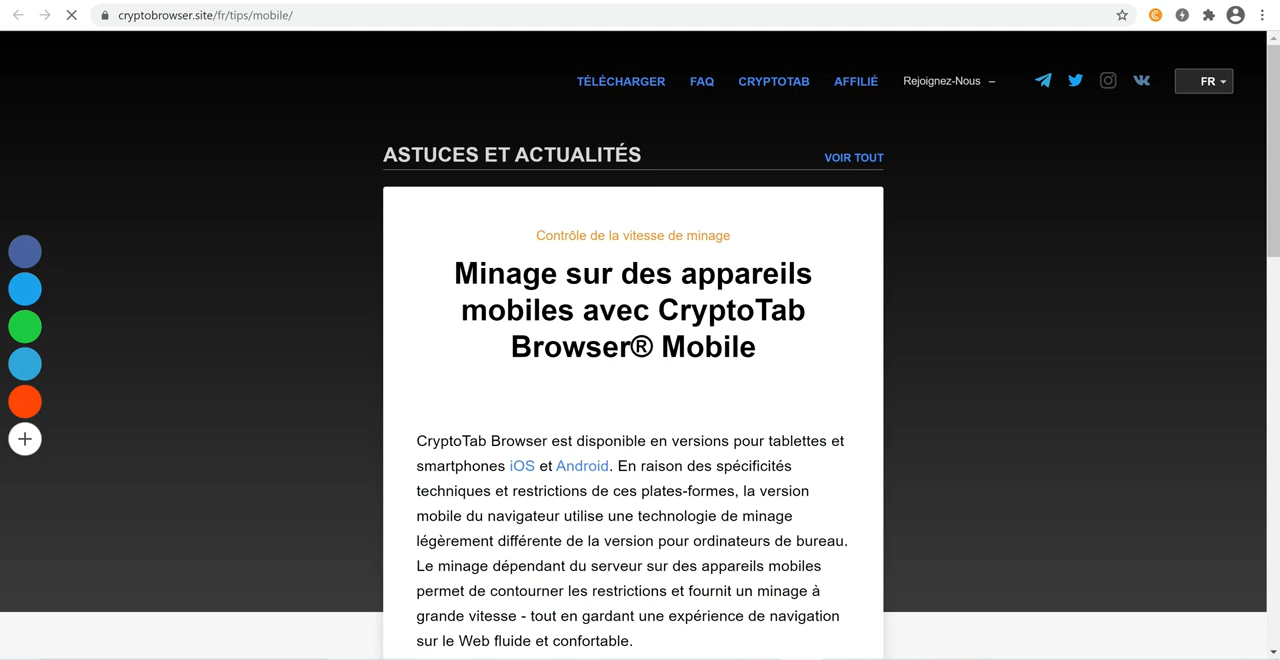 cryptobrowser.site/fr/tips/mobile/
TÉLÉCHARGER FAQ CRYPTOTAB AFFILIÉ Rejoignez-Nous – FR
ASTUCES ET ACTUALITÉS VOIR TOUT
Contrôle de la vitesse de minage
Minage sur des appareils
mobiles avec CryptoTab
Browser® Mobile
CryptoTab Browser est disponible en versions pour tablettes et
smartphones iOS et Android. En raison des spécificités
techniques et restrictions de ces plates-formes, la version
mobile du navigateur utilise une technologie de minage
légèrement différente de la version pour ordinateurs de bureau.
Le minage dépendant du serveur sur des appareils mobiles
permet de contourner les restrictions et fournit un minage à
grande vitesse - tout en gardant une expérience de navigation
sur le Web fluide et confortable.